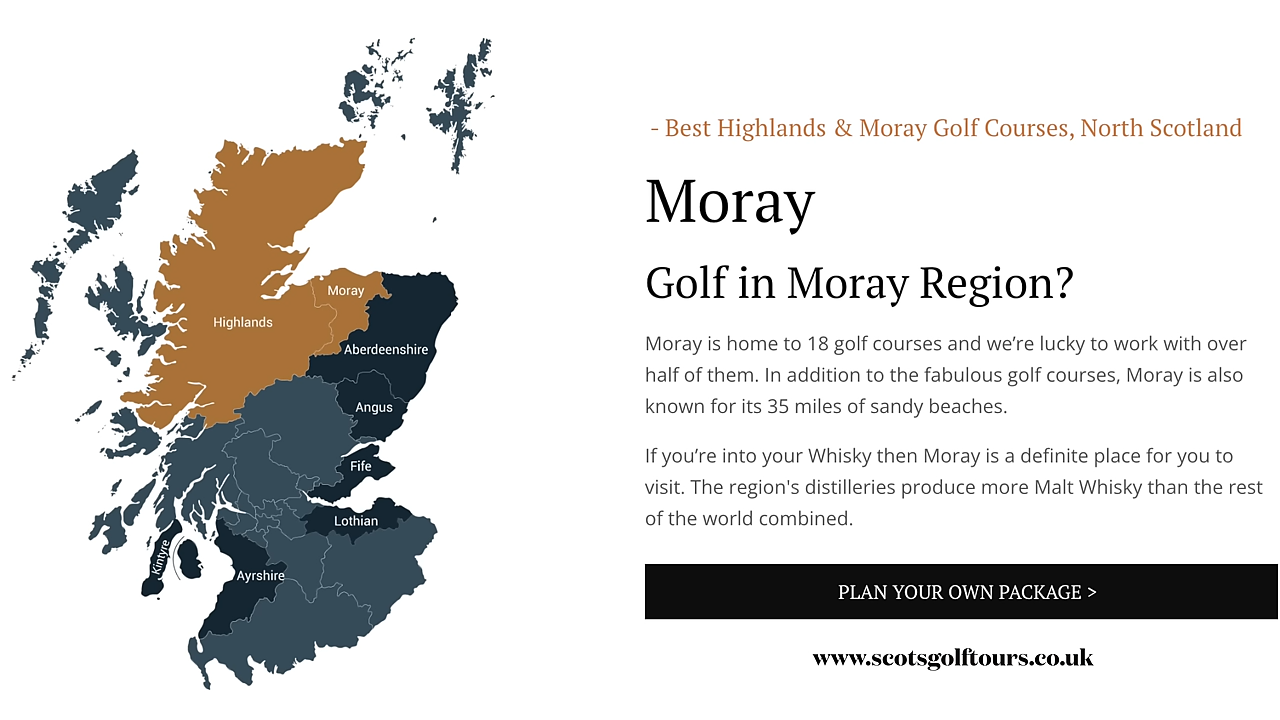 - Best Highlands & Moray Golf Courses, North Scotland
Moray
Golf in Moray Region?
Moray is home to 18 golf courses and we’re lucky to work with over
half of them. In addition to the fabulous golf courses, Moray is also
known for its 35 miles of sandy beaches.
If you’re into your Whisky then Moray is a definite place for you to
visit. The region's distilleries produce more Malt Whisky than the rest
of the world combined.
PLAN YOUR OWN PACKAGE >
www.scotsgolftours.co.uk
Moray
Highlands
Aberdeenshire
Angus
Fife
Lothian
Kintyre
Ayrshire